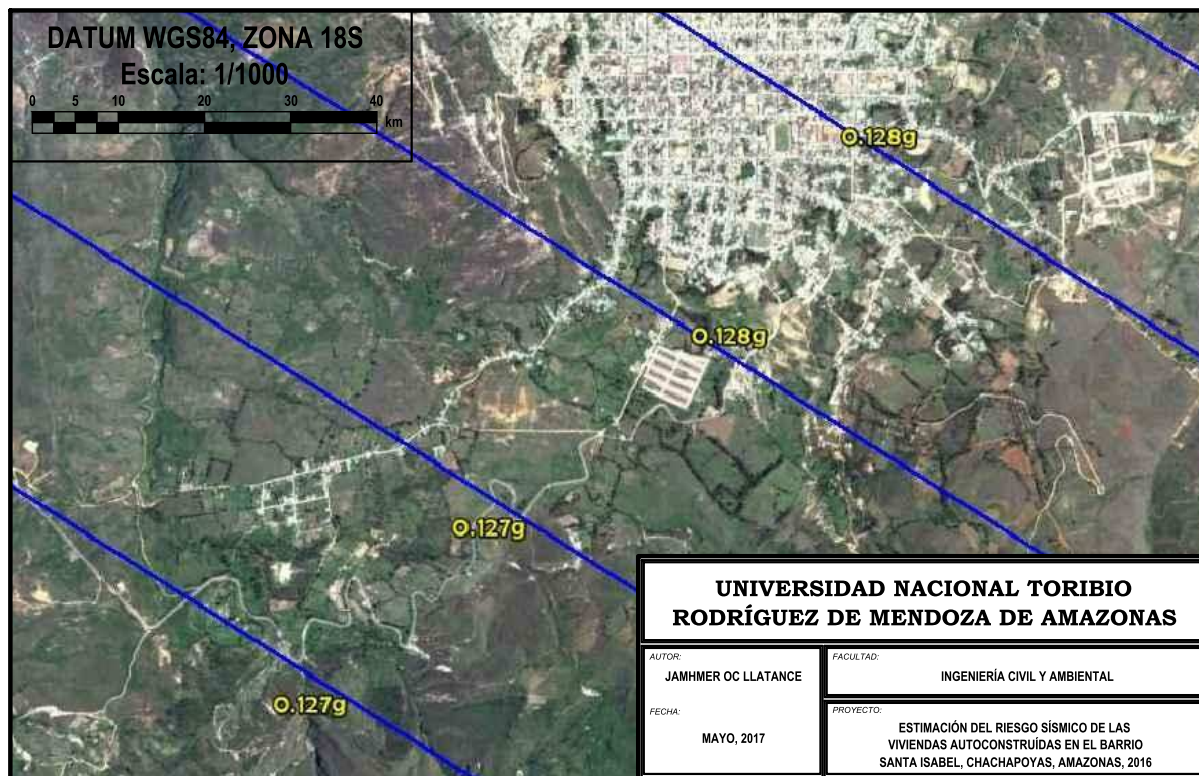 DATUM WGS84, ZONA 18S
Escala: 1/1000
0 5 10 20 30 40
km
0.128g
0.128g
0.127g
0.127g
UNIVERSIDAD NACIONAL TORIBIO
RODRÍGUEZ DE MENDOZA DE AMAZONAS
AUTOR:
JAMHMER OC LLATANCE
FECHA:
MAYO, 2017
FACULTAD:
INGENIERÍA CIVIL Y AMBIENTAL
PROYECTO:
ESTIMACIÓN DEL RIESGO SÍSMICO DE LAS
VIVIENDAS AUTOCONSTRUÍDAS EN EL BARRIO
SANTA ISABEL, CHACHAPOYAS, AMAZONAS, 2016